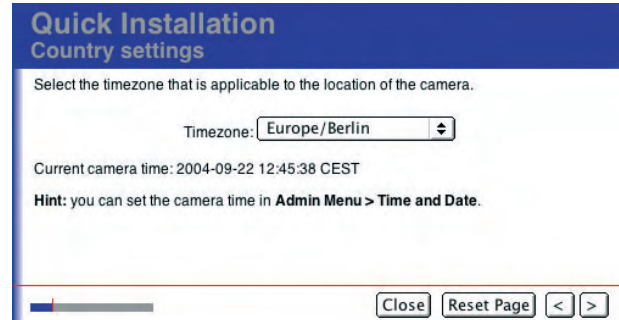 Quick Installation
Country settings
Select the timezone that is applicable to the location of the camera.
Timezone: Europe/Berlin
Current camera time: 2004-09-22 12:45:38 CEST
Hint: you can set the camera time in Admin Menu > Time and Date.
Close Reset Page < >